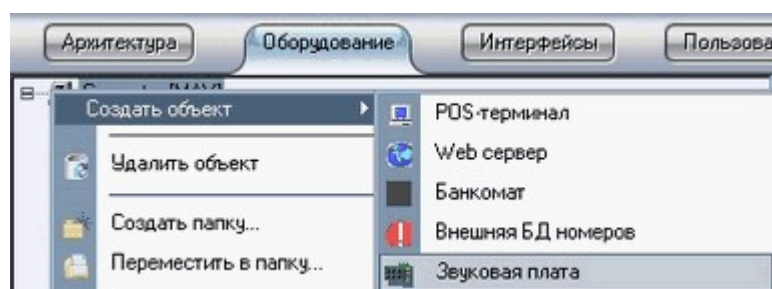 Архитектура Оборудование Интерфейсы
Создать объект
Удалить объект
Создать папку...
Переместить в папку...
POS-терминал
Web сервер
Банкомат
Внешняя БД номеров
Звуковая плата